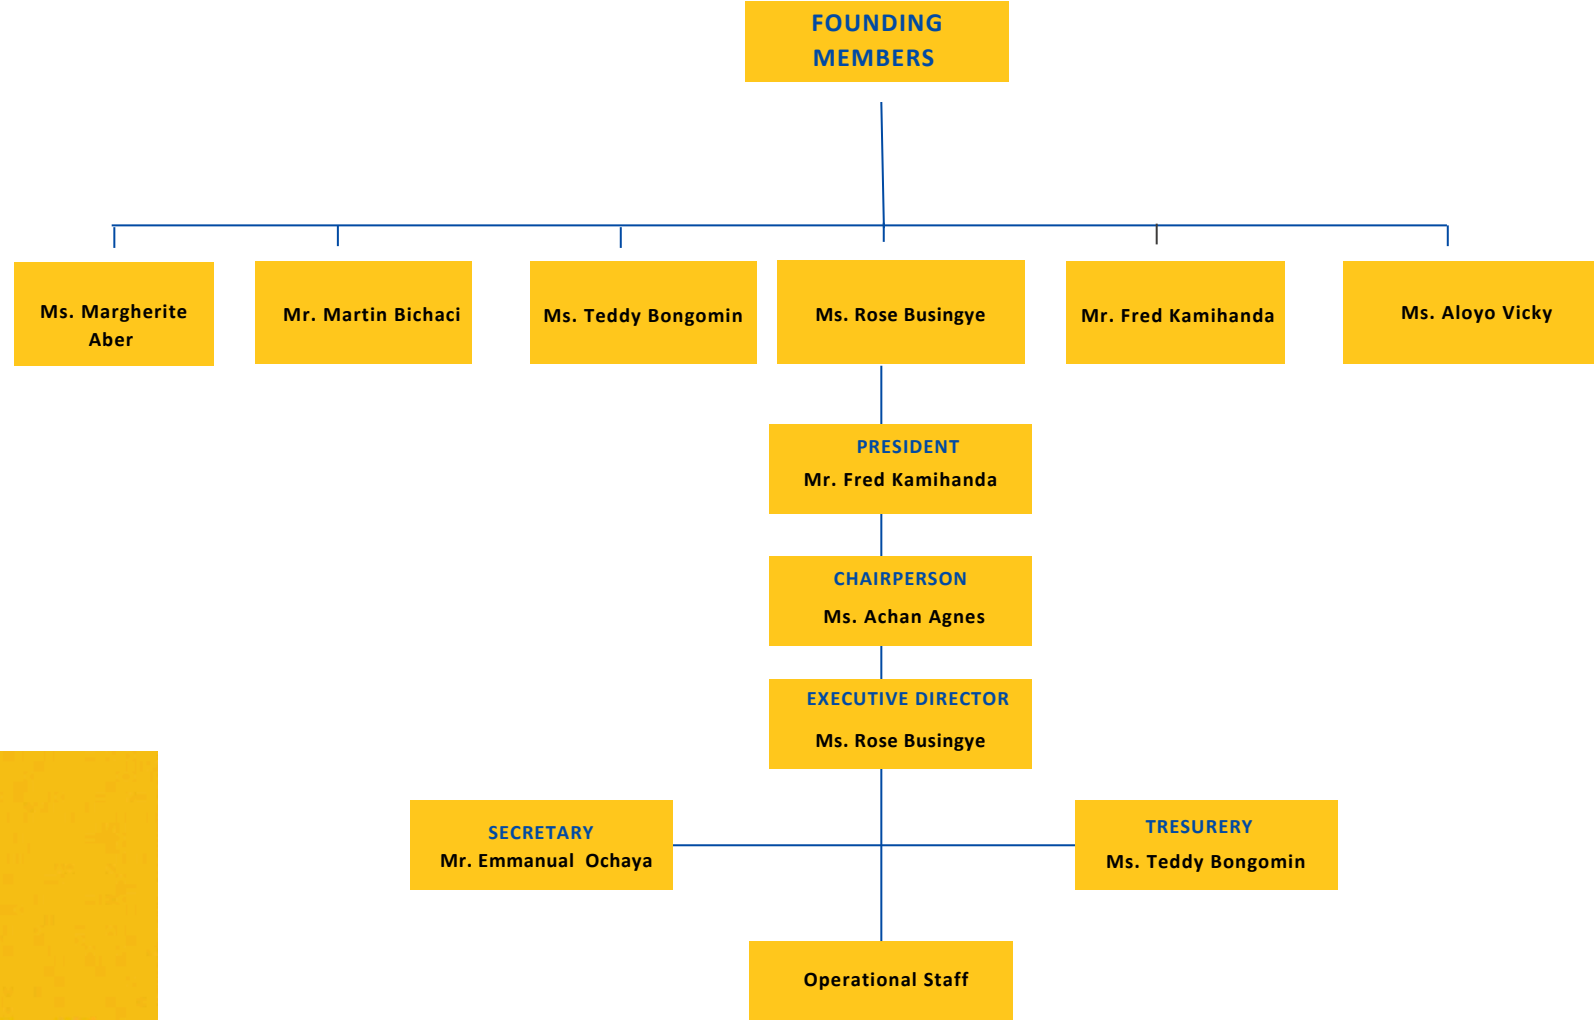 FOUNDING
MEMBERS
Ms. Margherite
Aber
Mr. Martin Bichaci
Ms. Teddy Bongomin
Ms. Rose Busingye
Mr. Fred Kamihanda
Ms. Aloyo Vicky
PRESIDENT
Mr. Fred Kamihanda
CHAIRPERSON
Ms. Achan Agnes
EXECUTIVE DIRECTOR
Ms. Rose Busingye
SECRETARY
Mr. Emmanual Ochaya
TRESURERY
Ms. Teddy Bongomin
Operational Staff